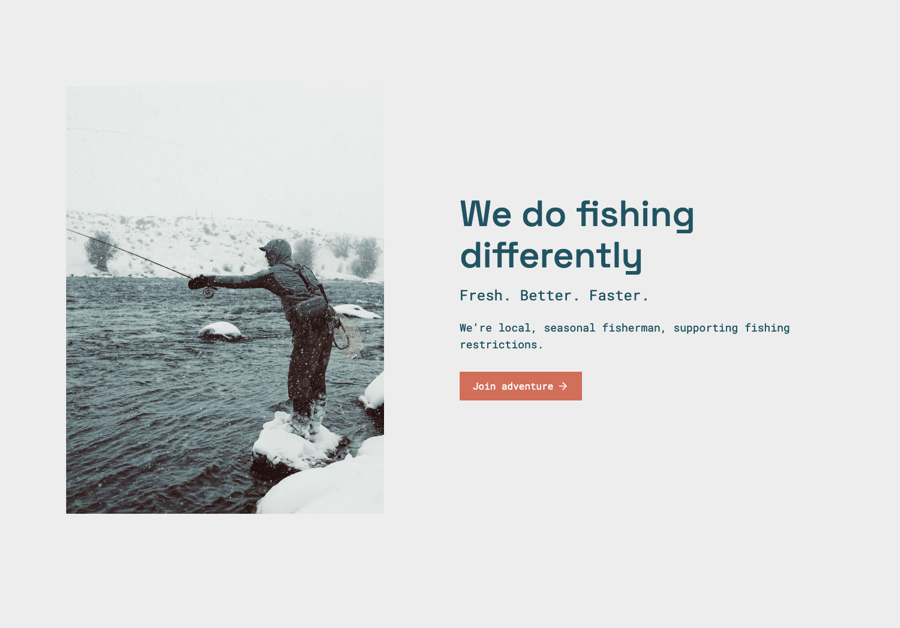 We do fishing
differently
Fresh. Better. Faster.
We’re local, seasonal fisherman, supporting fishing
restrictions.
Join adventure →